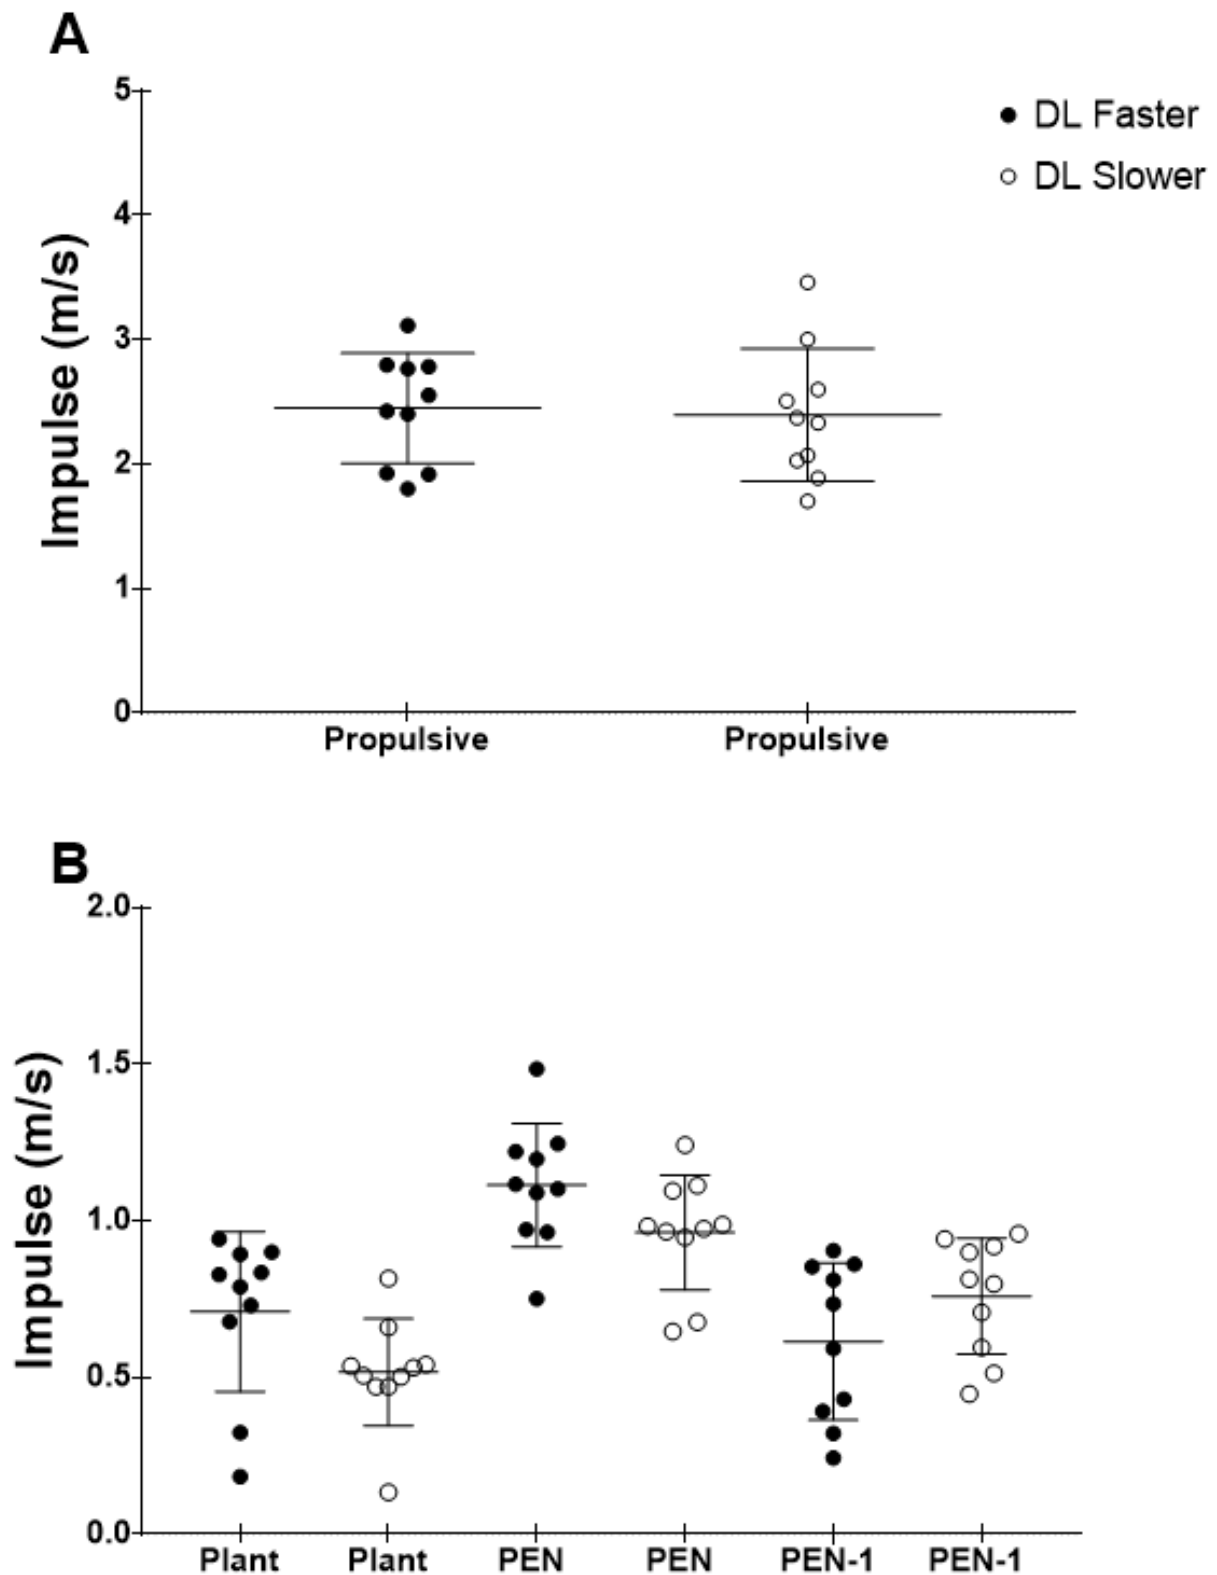 A
5
DL Faster
DL Slower
4
3
2
1
0
Impulse (m/s)
Propulsive Propulsive
B
2.0
1.5
1.0
0.5
0.0
Impulse (m/s)
Plant Plant PEN PEN PEN-1 PEN-1